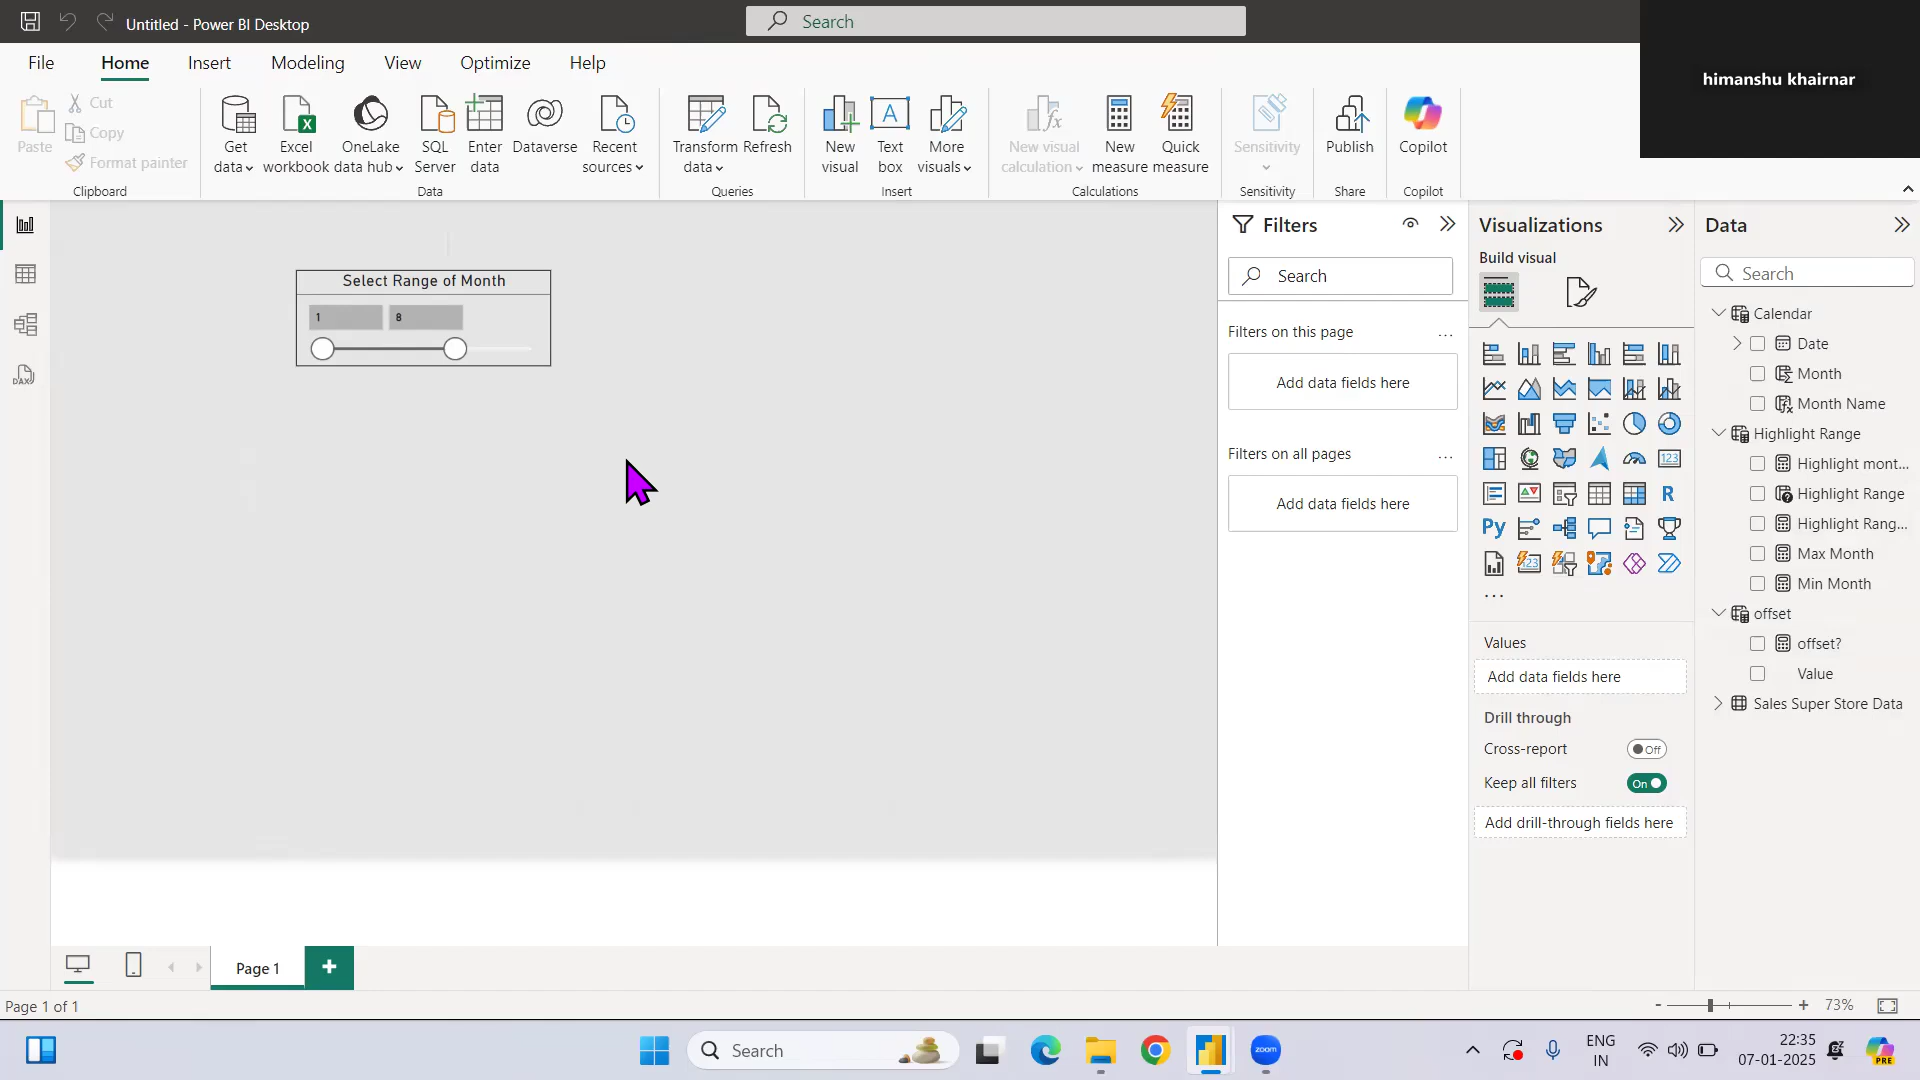 Untitled - Power BI Desktop
Search
himanshu khairnar
File
Home
Insert
Modeling
View
Optimize
Help
Paste
Cut
Copy
Format painter
Clipboard
Get data
Excel workbook
OneLake data hub
SQL Server
Enter data
Dataverse
Recent sources
Data
Transform data
Refresh
Queries
New visual
A
Text box
More visuals
Insert
New visual calculation
New measure
Quick measure
Calculations
Sensitivity
Sensitivity
Publish
Share
Copilot
Copilot
Select Range of Month
1
8
Filters
Search
Filters on this page
...
Add data fields here
Filters on all pages
...
Add data fields here
Visualizations
Build visual
123
R
Py
123
...
Values
Add data fields here
Drill through
Cross-report
Off
Keep all filters
On
Add drill-through fields here
Data
Search
Calendar
Date
Month
Month Name
Highlight Range
Highlight mont...
Highlight Range
Highlight Rang...
Max Month
Min Month
offset
offset?
Value
Sales Super Store Data
DAX
Page 1
+
Page 1 of 1
- + 73%
Search
zoom
ENG
IN
22:35
07-01-2025
PRE